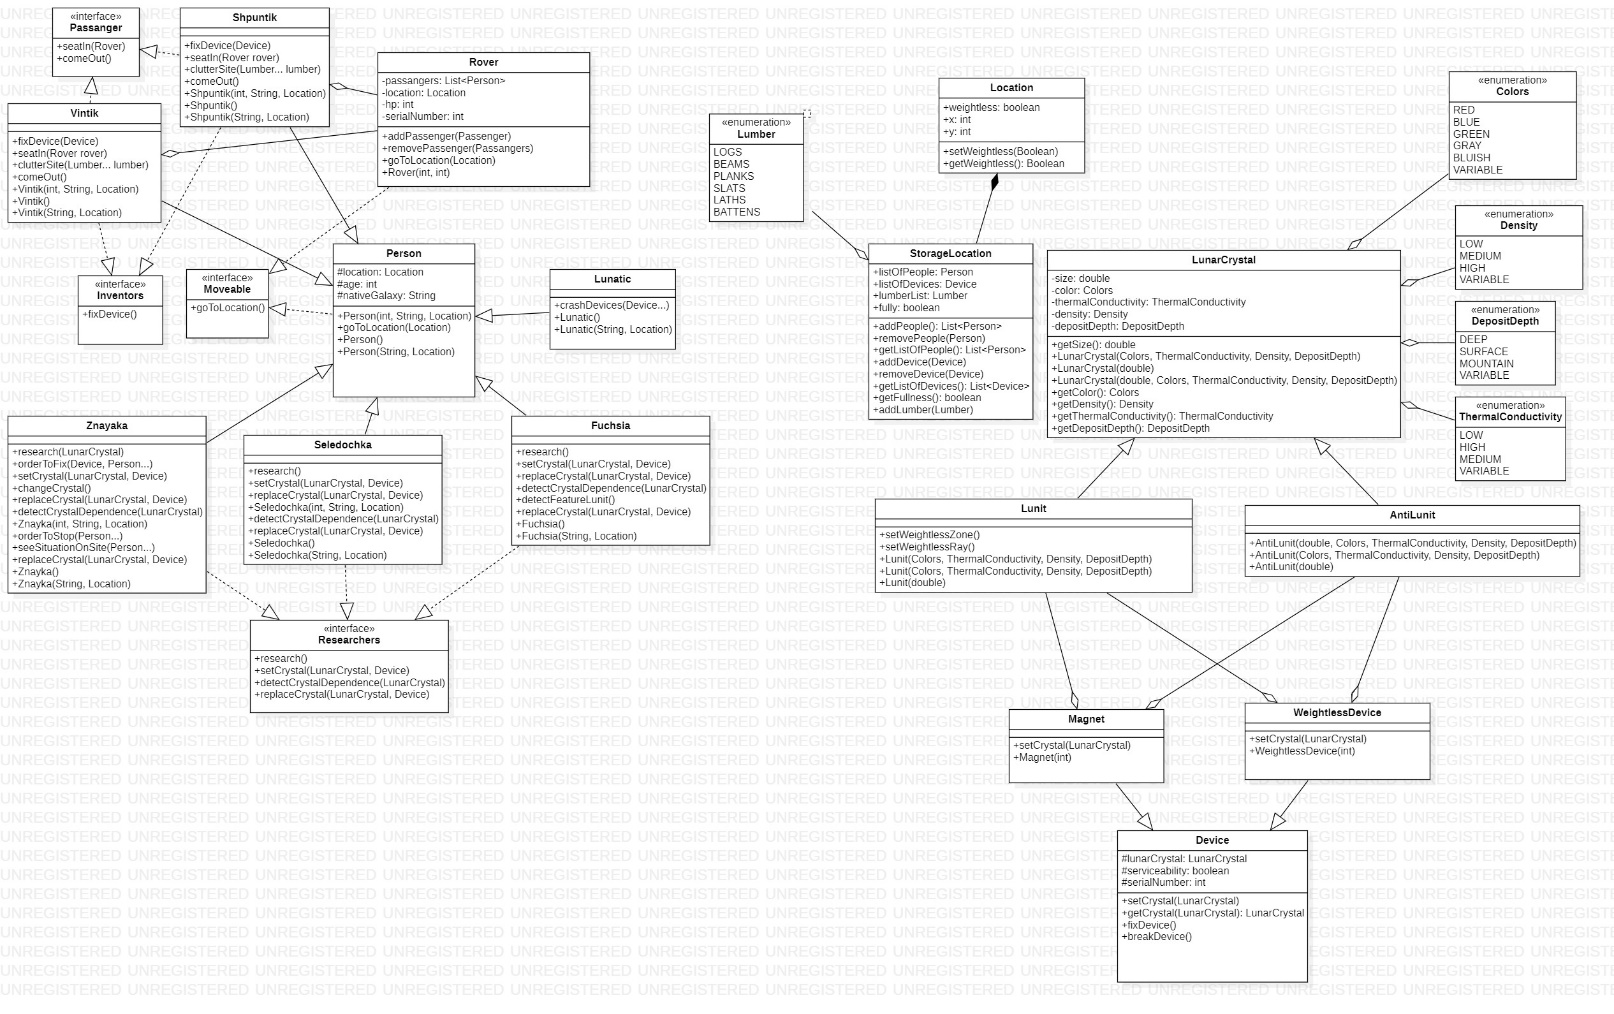 «interface»
Passanger
+seatIn(Rover)
+comeOut()
Shpuntik
+fixDevice(Device)
+seatIn(Rover rover)
+clutterSite(Lumber... lumber)
+comeOut()
+Shpuntik(int, String, Location)
+Shpuntik()
+Shpuntik(String, Location)
Rover
-passangers: List<Person>
-location: Location
-hp: int
-serialNumber: int
+addPassenger(Passenger)
+removePassenger(Passangers)
+goToLocation(Location)
+Rover(int, int)
Vintik
+fixDevice(Device)
+seatIn(Rover rover)
+clutterSite(Lumber... lumber)
+comeOut()
+Vintik(int, String, Location)
+Vintik()
+Vintik(String, Location)
«interface»
Inventors
+fixDevice()
«interface»
Moveable
+goToLocation()
Person
#location: Location
#age: int
#nativeGalaxy: String
+Person(int, String, Location)
+goToLocation(Location)
+Person()
+Person(String, Location)
Lunatic
+crashDevices(Device...)
+Lunatic()
+Lunatic(String, Location)
Znayaka
+research(LunarCrystal)
+orderToFix(Device, Person...)
+setCrystal(LunarCrystal, Device)
+changeCrystal()
+replaceCrystal(LunarCrystal, Device)
+detectCrystalDependence(LunarCrystal)
+Znayka(int, String, Location)
+orderToStop(Person...)
+seeSituationOnSite(Person...)
+replaceCrystal(LunarCrystal, Device)
+Znayka()
+Znayka(String, Location)
Seledochka
+research()
+setCrystal(LunarCrystal, Device)
+replaceCrystal(LunarCrystal, Device)
+Seledochka(int, String, Location)
+detectCrystalDependence(LunarCrystal)
+replaceCrystal(LunarCrystal, Device)
+Seledochka()
+Seledochka(String, Location)
Fuchsia
+research()
+setCrystal(LunarCrystal, Device)
+replaceCrystal(LunarCrystal, Device)
+detectCrystalDependence(LunarCrystal)
+detectFeatureLunit()
+replaceCrystal(LunarCrystal, Device)
+Fuchsia()
+Fuchsia(String, Location)
«interface»
Researchers
+research()
+setCrystal(LunarCrystal, Device)
+detectCrystalDependence(LunarCrystal)
+replaceCrystal(LunarCrystal, Device)
«enumeration»
Lumber
LOGS
BEAMS
PLANKS
SLATS
LATHS
BATTENS
Location
+weightless: boolean
+x: int
+y: int
+setWeightless(Boolean)
+getWeightless(): Boolean
StorageLocation
+listOfPeople: Person
+listOfDevices: Device
+lumberList: Lumber
+fully: boolean
+addPeople(): List<Person>
+removePeople(Person)
+getListOfPeople(): List<Person>
+addDevice(Device)
+removeDevice(Device)
+getListOfDevices(): List<Device>
+getFullness(): boolean
+addLumber(Lumber)
LunarCrystal
-size: double
-color: Colors
-thermalConductivity: ThermalConductivity
-density: Density
-depositDepth: DepositDepth
+getSize(): double
+LunarCrystal(Colors, ThermalConductivity, Density, DepositDepth)
+LunarCrystal(double)
+LunarCrystal(double, Colors, ThermalConductivity, Density, DepositDepth)
+getColor(): Colors
+getDensity(): Density
+getThermalConductivity(): ThermalConductivity
+getDepositDepth(): DepositDepth
«enumeration»
Colors
RED
BLUE
GREEN
GRAY
BLUISH
VARIABLE
«enumeration»
Density
LOW
MEDIUM
HIGH
VARIABLE
«enumeration»
DepositDepth
DEEP
SURFACE
MOUNTAIN
VARIABLE
«enumeration»
ThermalConductivity
LOW
HIGH
MEDIUM
VARIABLE
Lunit
+setWeightlessZone()
+setWeightlessRay()
+Lunit(Colors, ThermalConductivity, Density, DepositDepth)
+Lunit(Colors, ThermalConductivity, Density, DepositDepth)
+Lunit(double)
AntiLunit
+AntiLunit(double, Colors, ThermalConductivity, Density, DepositDepth)
+AntiLunit(Colors, ThermalConductivity, Density, DepositDepth)
+AntiLunit(double)
Magnet
+setCrystal(LunarCrystal)
+Magnet(int)
WeightlessDevice
+setCrystal(LunarCrystal)
+WeightlessDevice(int)
Device
#lunarCrystal: LunarCrystal
#serviceability: boolean
#serialNumber: int
+setCrystal(LunarCrystal)
+getCrystal(LunarCrystal): LunarCrystal
+fixDevice()
+breakDevice()